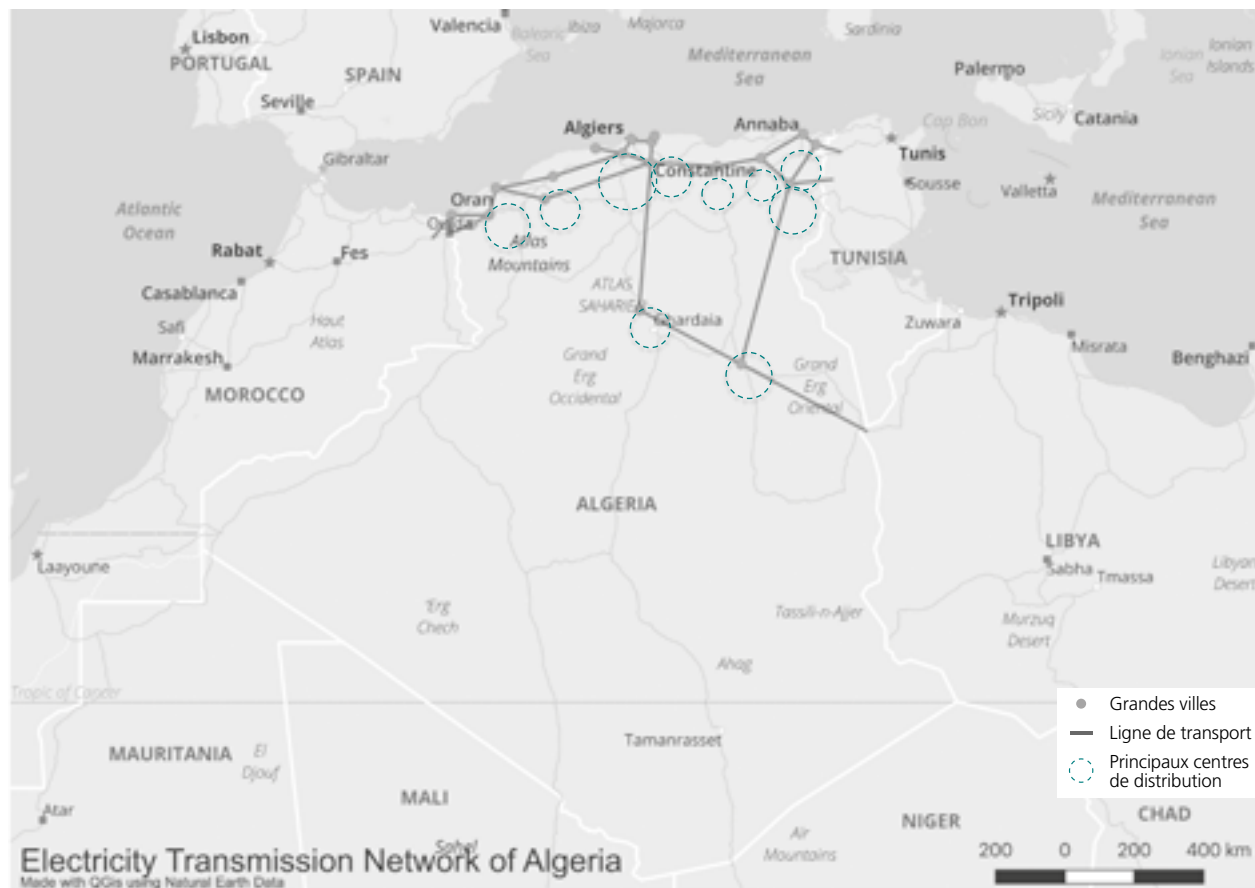 Lisbon
PORTUGAL
SPAIN
Valencia
Balearic
Sea
Ibiza
Majorca
Sardinia
Mediterranean
Sea
Ionian
Sea
Ionian
Islands
Palermo
Sicily
Catania
Seville
Gibraltar
Algiers
Annaba
Cap Bon
Tunis
Constantine
Sousse
Valletta
Mediterranean
Sea
Atlantic
Ocean
Oran
Rabat
Fes
Atlas
Mountains
TUNISIA
Casablanca
ATLAS
SAHARIEN
Ghardaia
Tripoli
Zuwara
Misrata
Benghazi
Safi
Haut
Atlas
Marrakesh
MOROCCO
Grand
Erg
Occidental
Grand
Erg
Oriental
ALGERIA
LIBYA
Laayoune
Sabha
Tmassa
Libyan
Desert
'Erg
Chech
Tassili-n-Ajjer
Murzuq
Desert
Ahag
Tropic of Cancer
Tamanrasset
MAURITANIA
El
Djouf
MALI
Atar
NIGER
CHAD
Air
Mountains
Sahel
Grandes villes
Ligne de transport
Principaux centres
de distribution
Electricity Transmission Network of Algeria
Made with QGis using Natural Earth Data
200 0 200 400 km